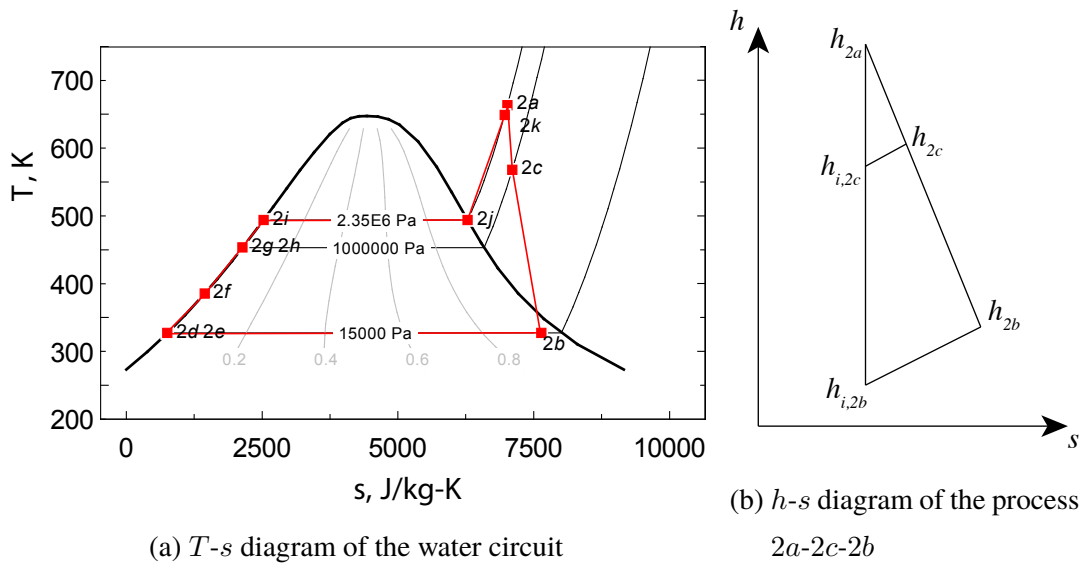 700
600
500
400
300
200
T, K
0
2500
5000
7500
10000
s, J/kg-K
2a
2k
2c
2i
2.35E6 Pa
2j
2g 2h
1000000 Pa
2f
2d 2e
15000 Pa
2b
0.2
0.4
0.6
0.8
(a) T-s diagram of the water circuit
h
h2a
h2c
hi,2c
h2b
hi,2b
s
(b) h-s diagram of the process
2a-2c-2b